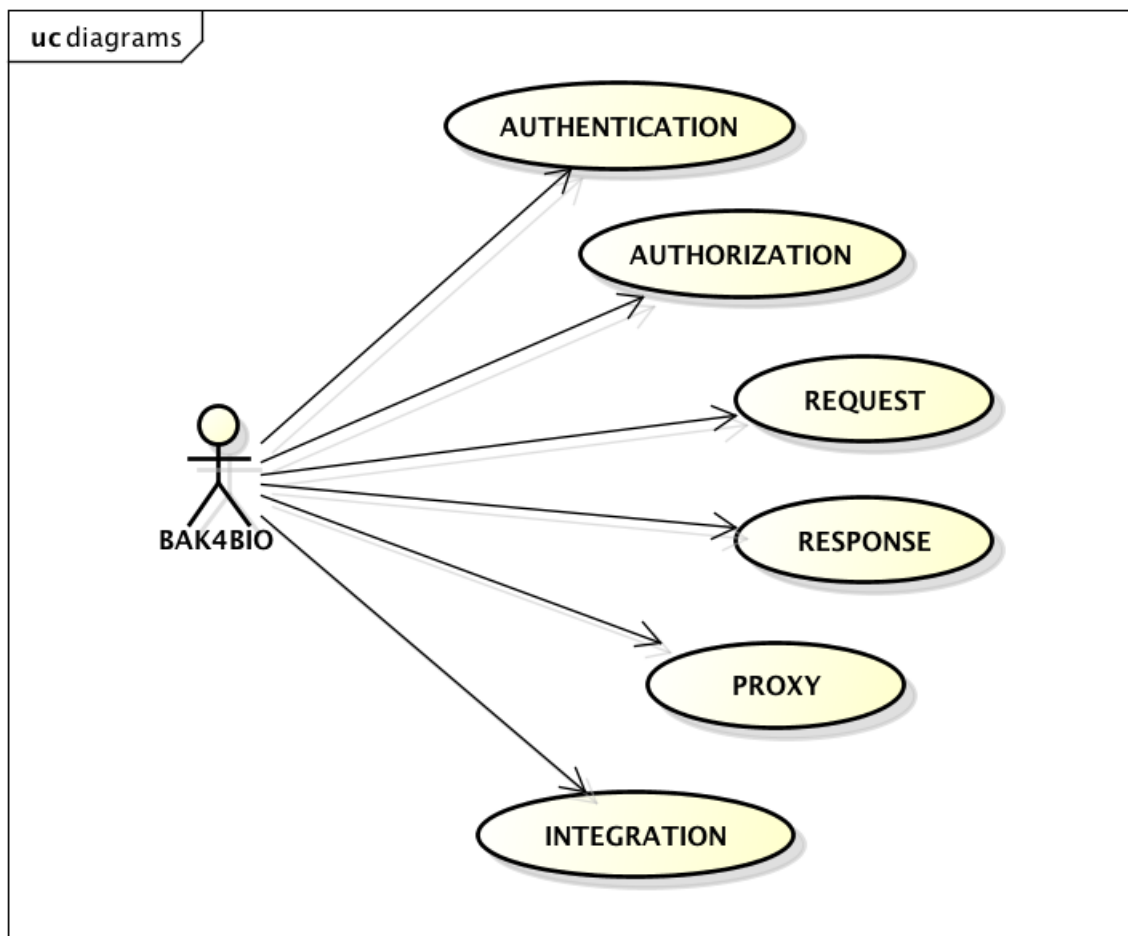 uc diagrams
AUTHENTICATION
AUTHORIZATION
REQUEST
RESPONSE
BAK4BIO
PROXY
INTEGRATION